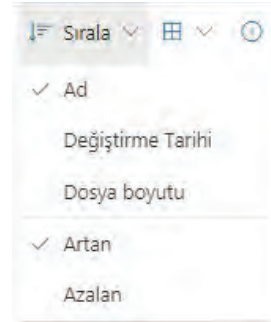 Sırala
Ad
Değiştirme Tarihi
Dosya boyutu
Artan
Azalan